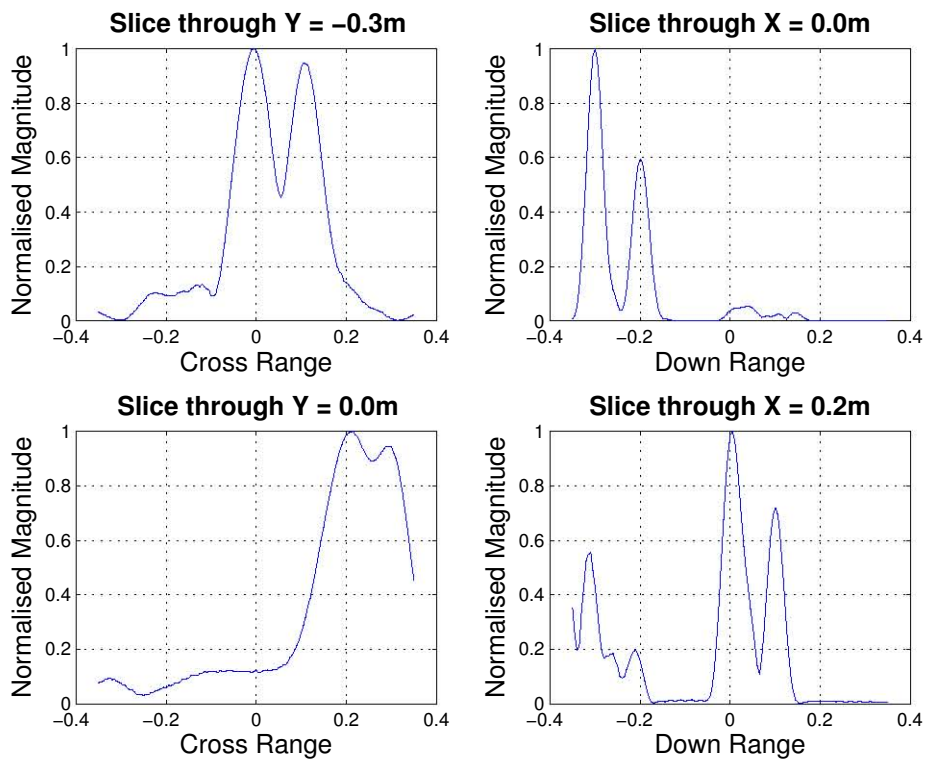 Slice through Y = −0.3m
Normalised Magnitude
1
0.8
0.6
0.4
0.2
0
−0.4 −0.2 0 0.2 0.4
Cross Range
Slice through X = 0.0m
Normalised Magnitude
1
0.8
0.6
0.4
0.2
0
−0.4 −0.2 0 0.2 0.4
Down Range
Slice through Y = 0.0m
Normalised Magnitude
1
0.8
0.6
0.4
0.2
0
−0.4 −0.2 0 0.2 0.4
Cross Range
Slice through X = 0.2m
Normalised Magnitude
1
0.8
0.6
0.4
0.2
0
−0.4 −0.2 0 0.2 0.4
Down Range